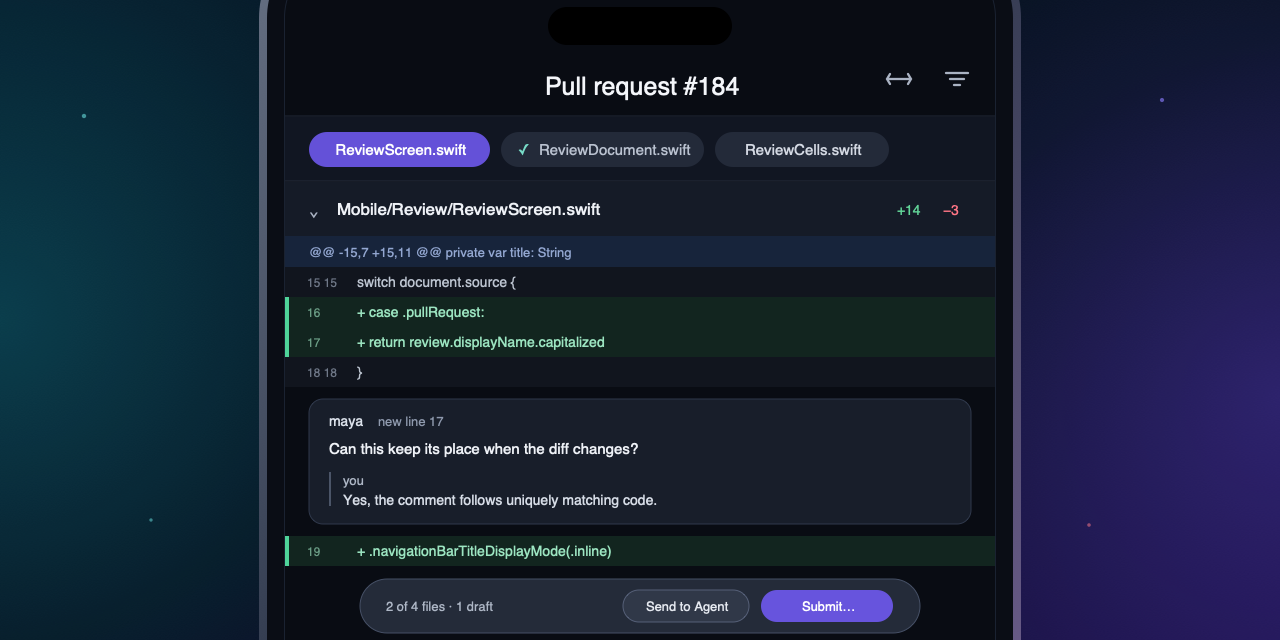 Pull request #184
ReviewScreen.swift
✓ ReviewDocument.swift
ReviewCells.swift
Mobile/Review/ReviewScreen.swift +14 −3
@@ -15,7 +15,11 @@ private var title: String
15 15 switch document.source {
16 + case .pullRequest:
17 + return review.displayName.capitalized
18 18 }
maya new line 17
Can this keep its place when the diff changes?
you
Yes, the comment follows uniquely matching code.
19 + .navigationBarTitleDisplayMode(.inline)
2 of 4 files · 1 draft
Send to Agent
Submit...